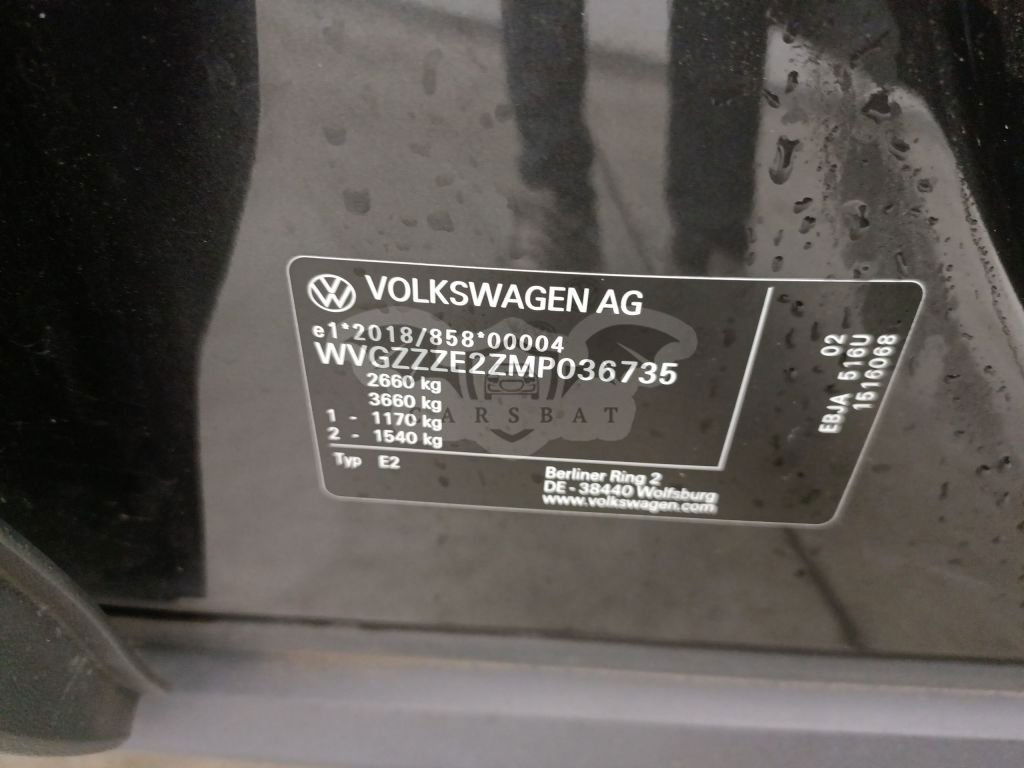 VOLKSWAGEN AG
e1*2018/858*00004
WVGZZZE2ZMP036735
2660 kg
3660 kg
1 - 1170 kg
2 - 1540 kg
Typ E2
Berliner Ring 2
DE - 38440 Wolfsburg
www.volkswagen.com
02
EBJA 516U
1516068
CARSBAT